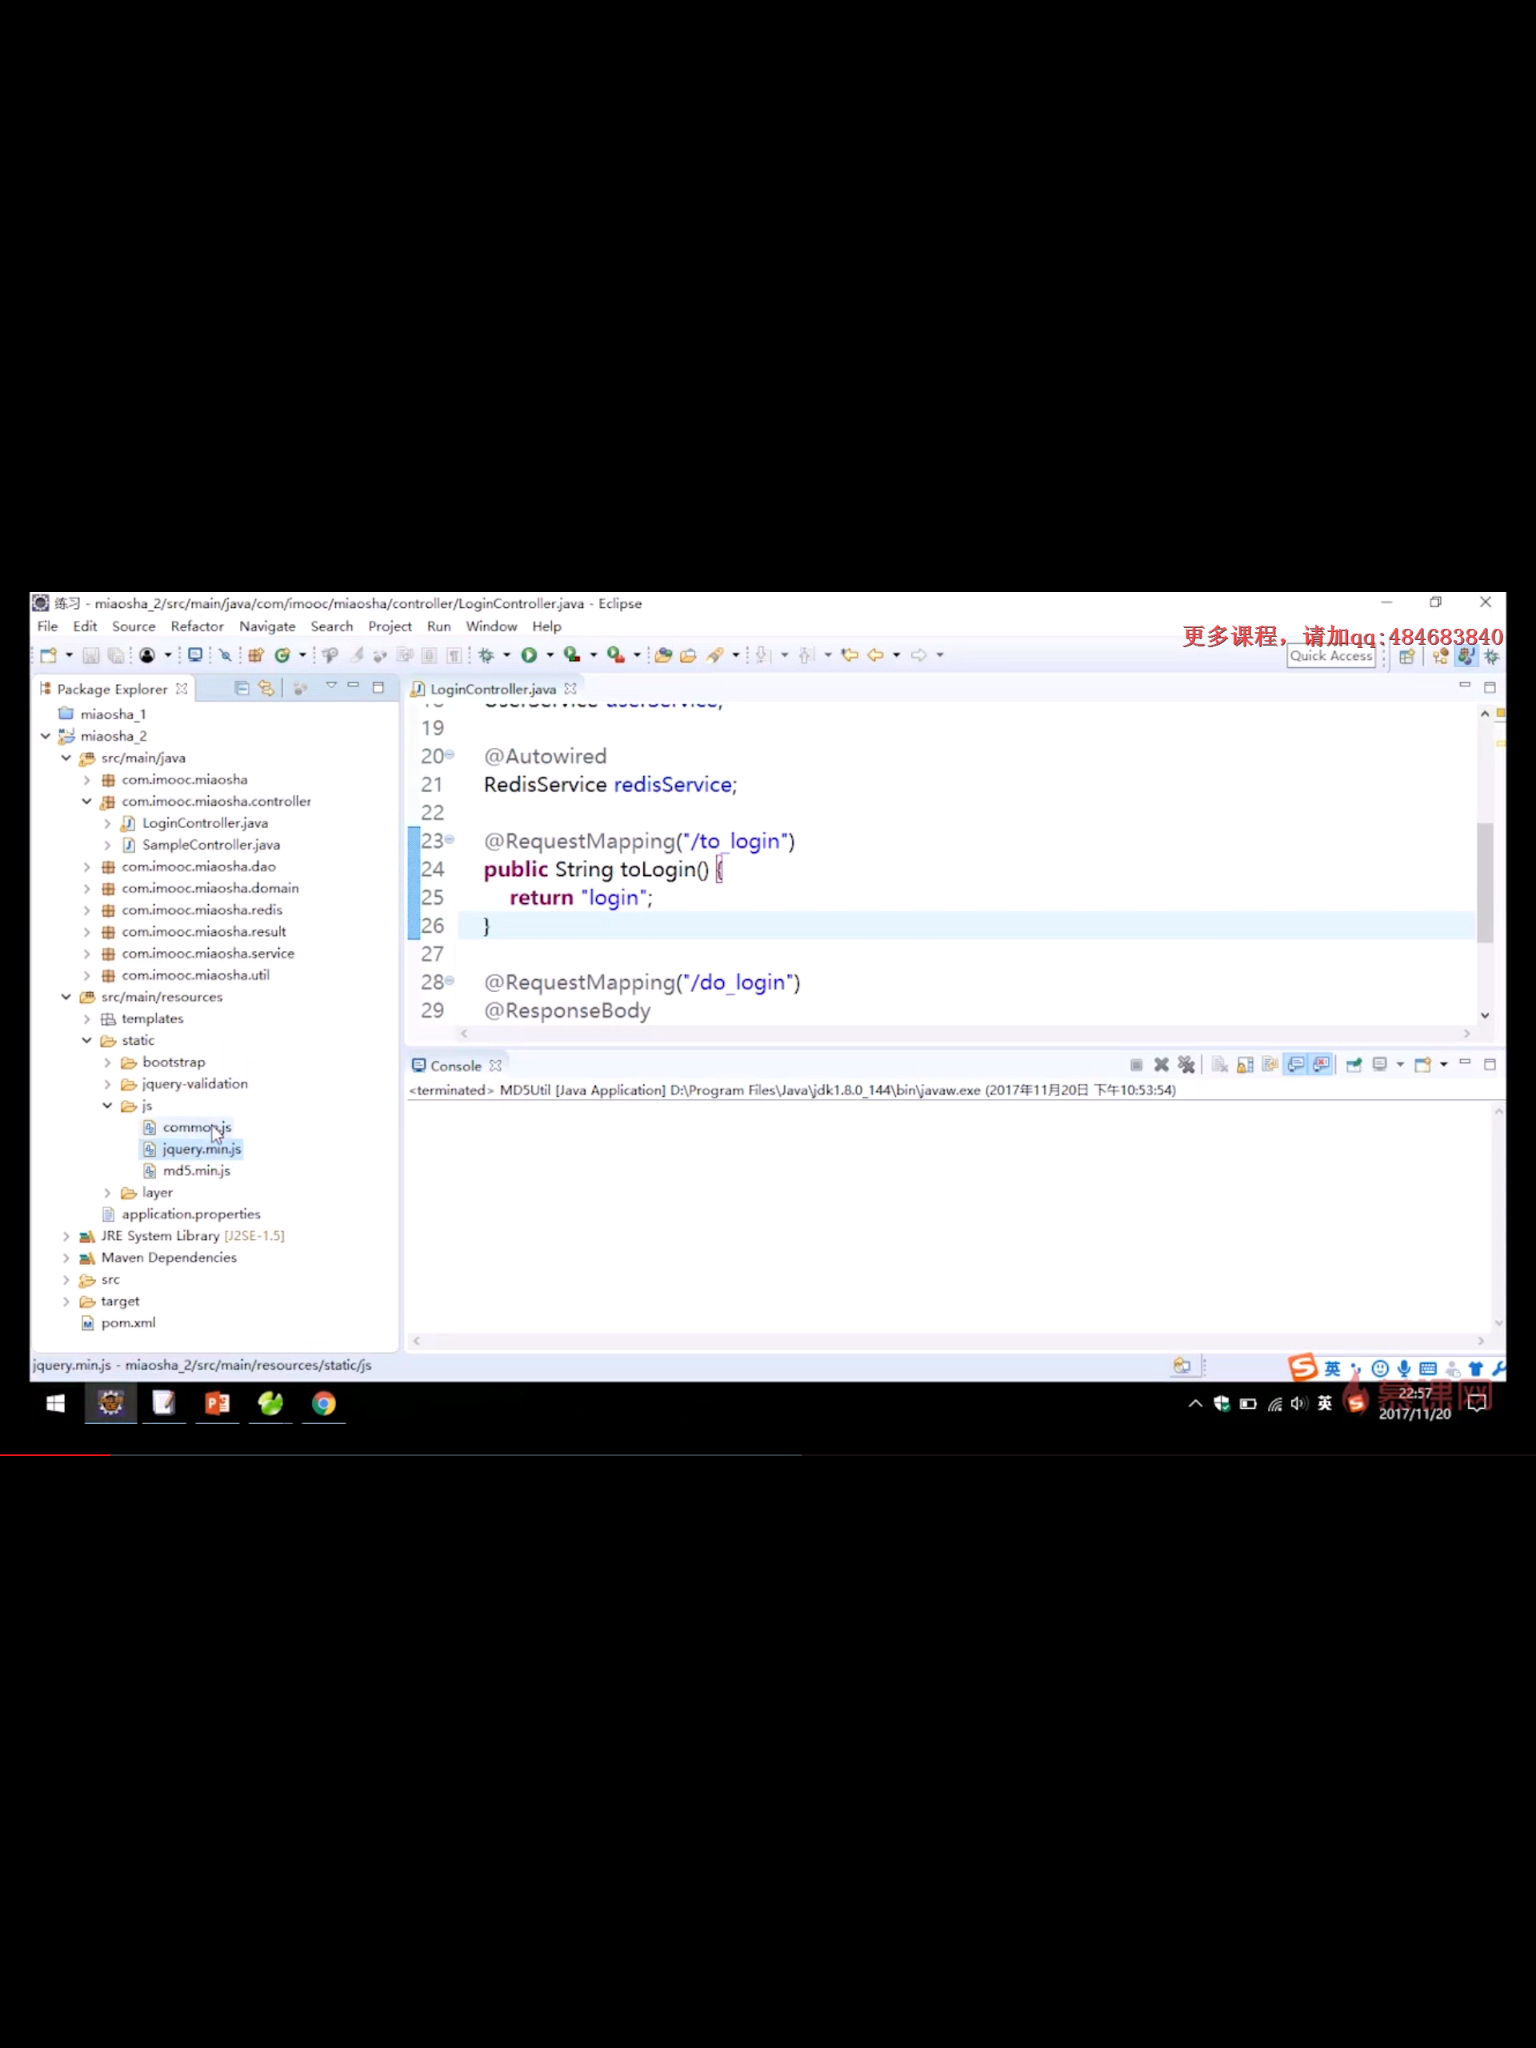 练习 - miaosha_2/src/main/java/com/imooc/miaosha/controller/LoginController.java - Eclipse
File Edit Source Refactor Navigate Search Project Run Window Help
更多课程，请加qq:484683840
Quick Access
Package Explorer
miaosha_1
miaosha_2
src/main/java
com.imooc.miaosha
com.imooc.miaosha.controller
LoginController.java
SampleController.java
com.imooc.miaosha.dao
com.imooc.miaosha.domain
com.imooc.miaosha.redis
com.imooc.miaosha.result
com.imooc.miaosha.service
com.imooc.miaosha.util
src/main/resources
templates
static
bootstrap
jquery-validation
js
common.js
jquery.min.js
md5.min.js
layer
application.properties
JRE System Library [J2SE-1.5]
Maven Dependencies
src
target
pom.xml
LoginController.java
18 UserService userService;
19
20 @Autowired
21 RedisService redisService;
22
23 @RequestMapping("/to_login")
24 public String toLogin() {
25 return "login";
26 }
27
28 @RequestMapping("/do_login")
29 @ResponseBody
Console
<terminated> MD5Util [Java Application] D:\Program Files\Java\jdk1.8.0_144\bin\javaw.exe (2017年11月20日 下午10:53:54)
jquery.min.js - miaosha_2/src/main/resources/static/js
英
英
慕课网
22:57
2017/11/20